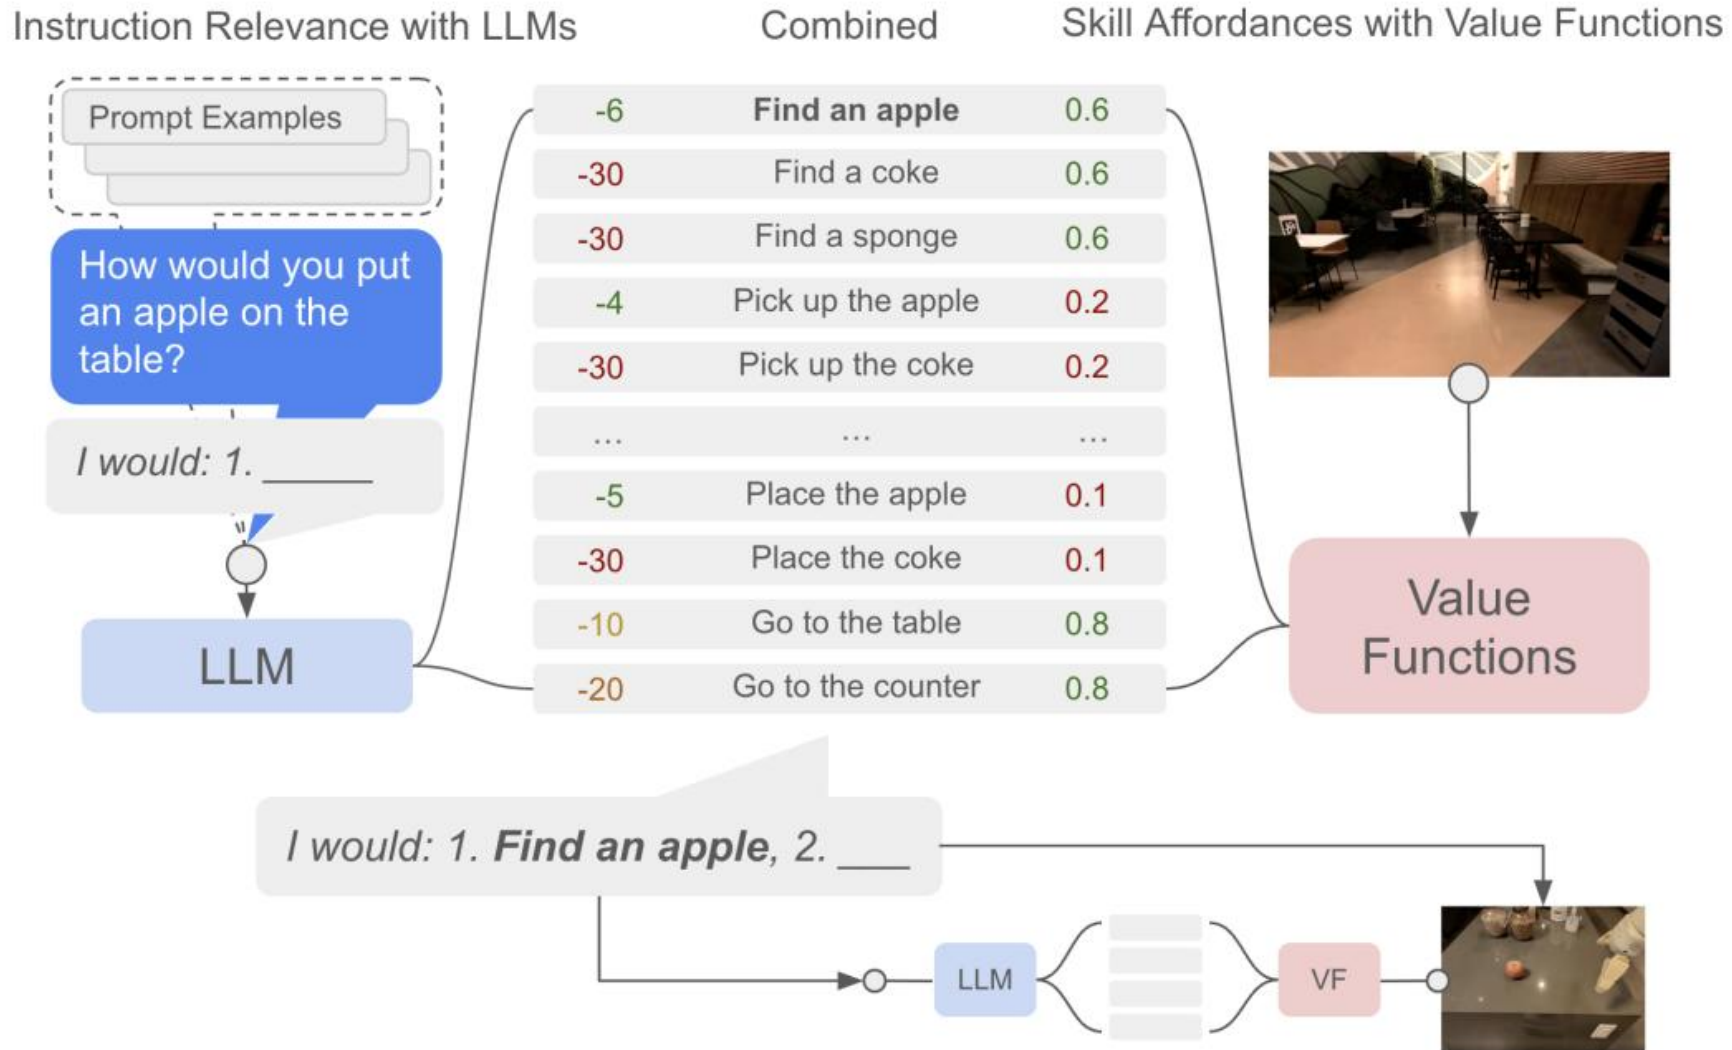 Instruction Relevance with LLMs
Combined
Skill Affordances with Value Functions
Prompt Examples
How would you put
an apple on the
table?
I would: 1. _____
LLM
-6 Find an apple 0.6
-30 Find a coke 0.6
-30 Find a sponge 0.6
-4 Pick up the apple 0.2
-30 Pick up the coke 0.2
... ... ...
-5 Place the apple 0.1
-30 Place the coke 0.1
-10 Go to the table 0.8
-20 Go to the counter 0.8
Value
Functions
I would: 1. Find an apple, 2. ___
LLM
VF